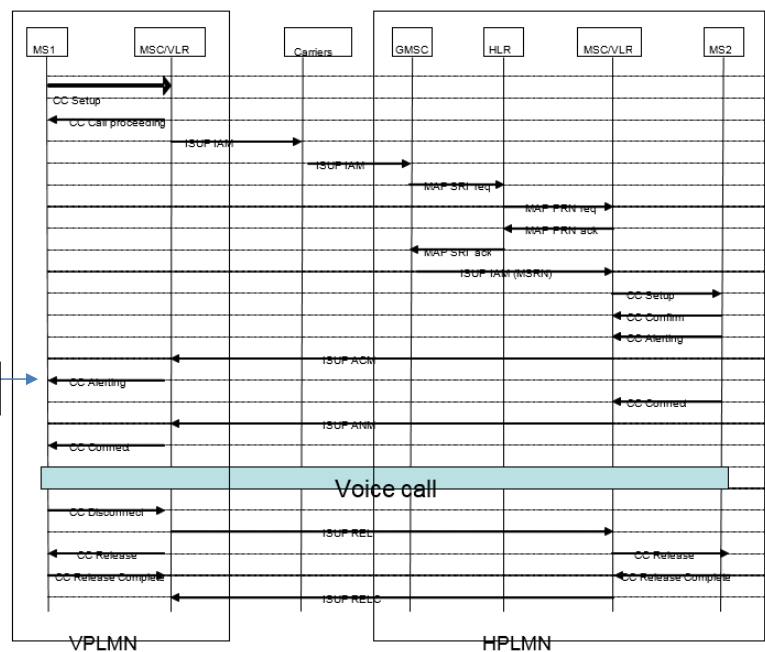 MS1
MSC/VLR
Carriers
GMSC
HLR
MSC/VLR
MS2
CC Setup
CC Call proceeding
ISUP IAM
ISUP IAM
MAP SRI req
MAP PRN req
MAP PRN ack
MAP SRI ack
ISUP IAM (MSRN)
CC Setup
CC Confirm
CC Alerting
ISUP ACM
CC Alerting
CC Connect
ISUP ANM
CC Connect
Voice call
CC Disconnect
ISUP REL
CC Release
CC Release
CC Release Complete
CC Release Complete
ISUP RELC
VPLMN
HPLMN